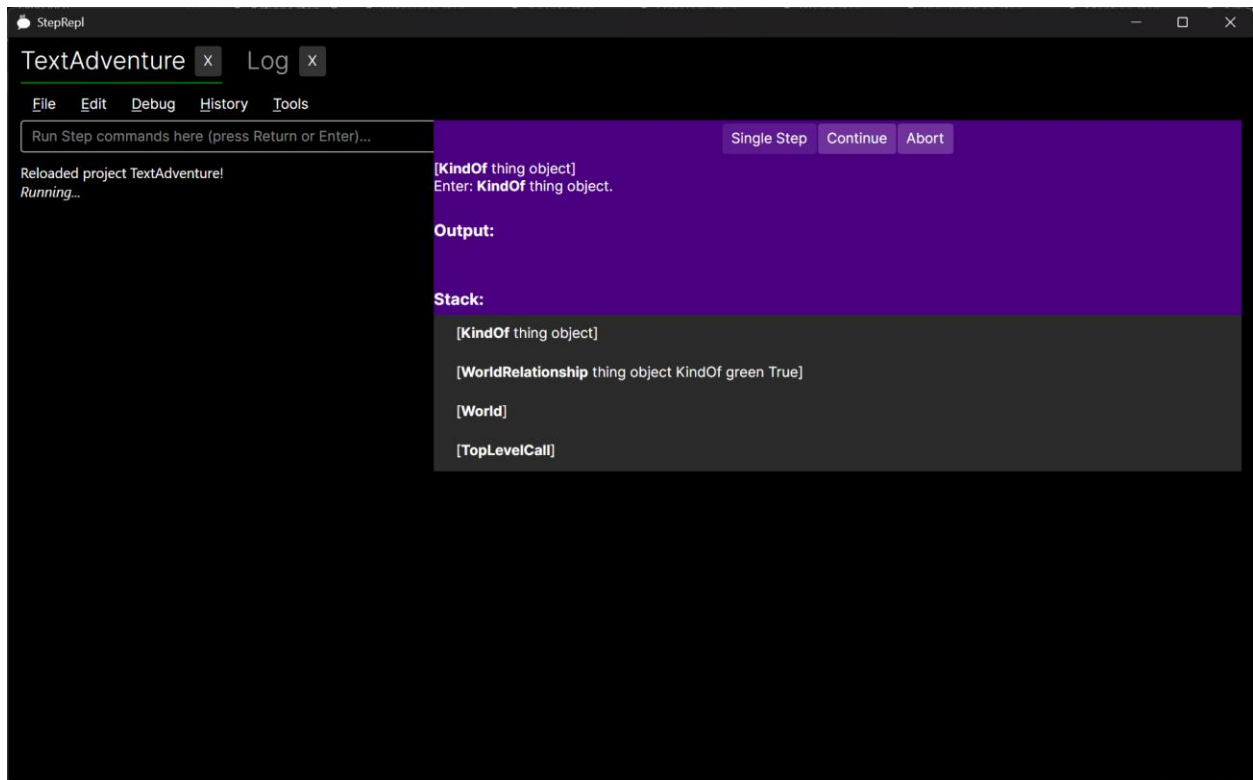 StepRepl
TextAdventure X Log X
File Edit Debug History Tools
Run Step commands here (press Return or Enter)...
Reloaded project TextAdventure!
Running...
Single Step Continue Abort
[KindOf thing object]
Enter: KindOf thing object.
Output:
Stack:
[KindOf thing object]
[WorldRelationship thing object KindOf green True]
[World]
[TopLevelCall]